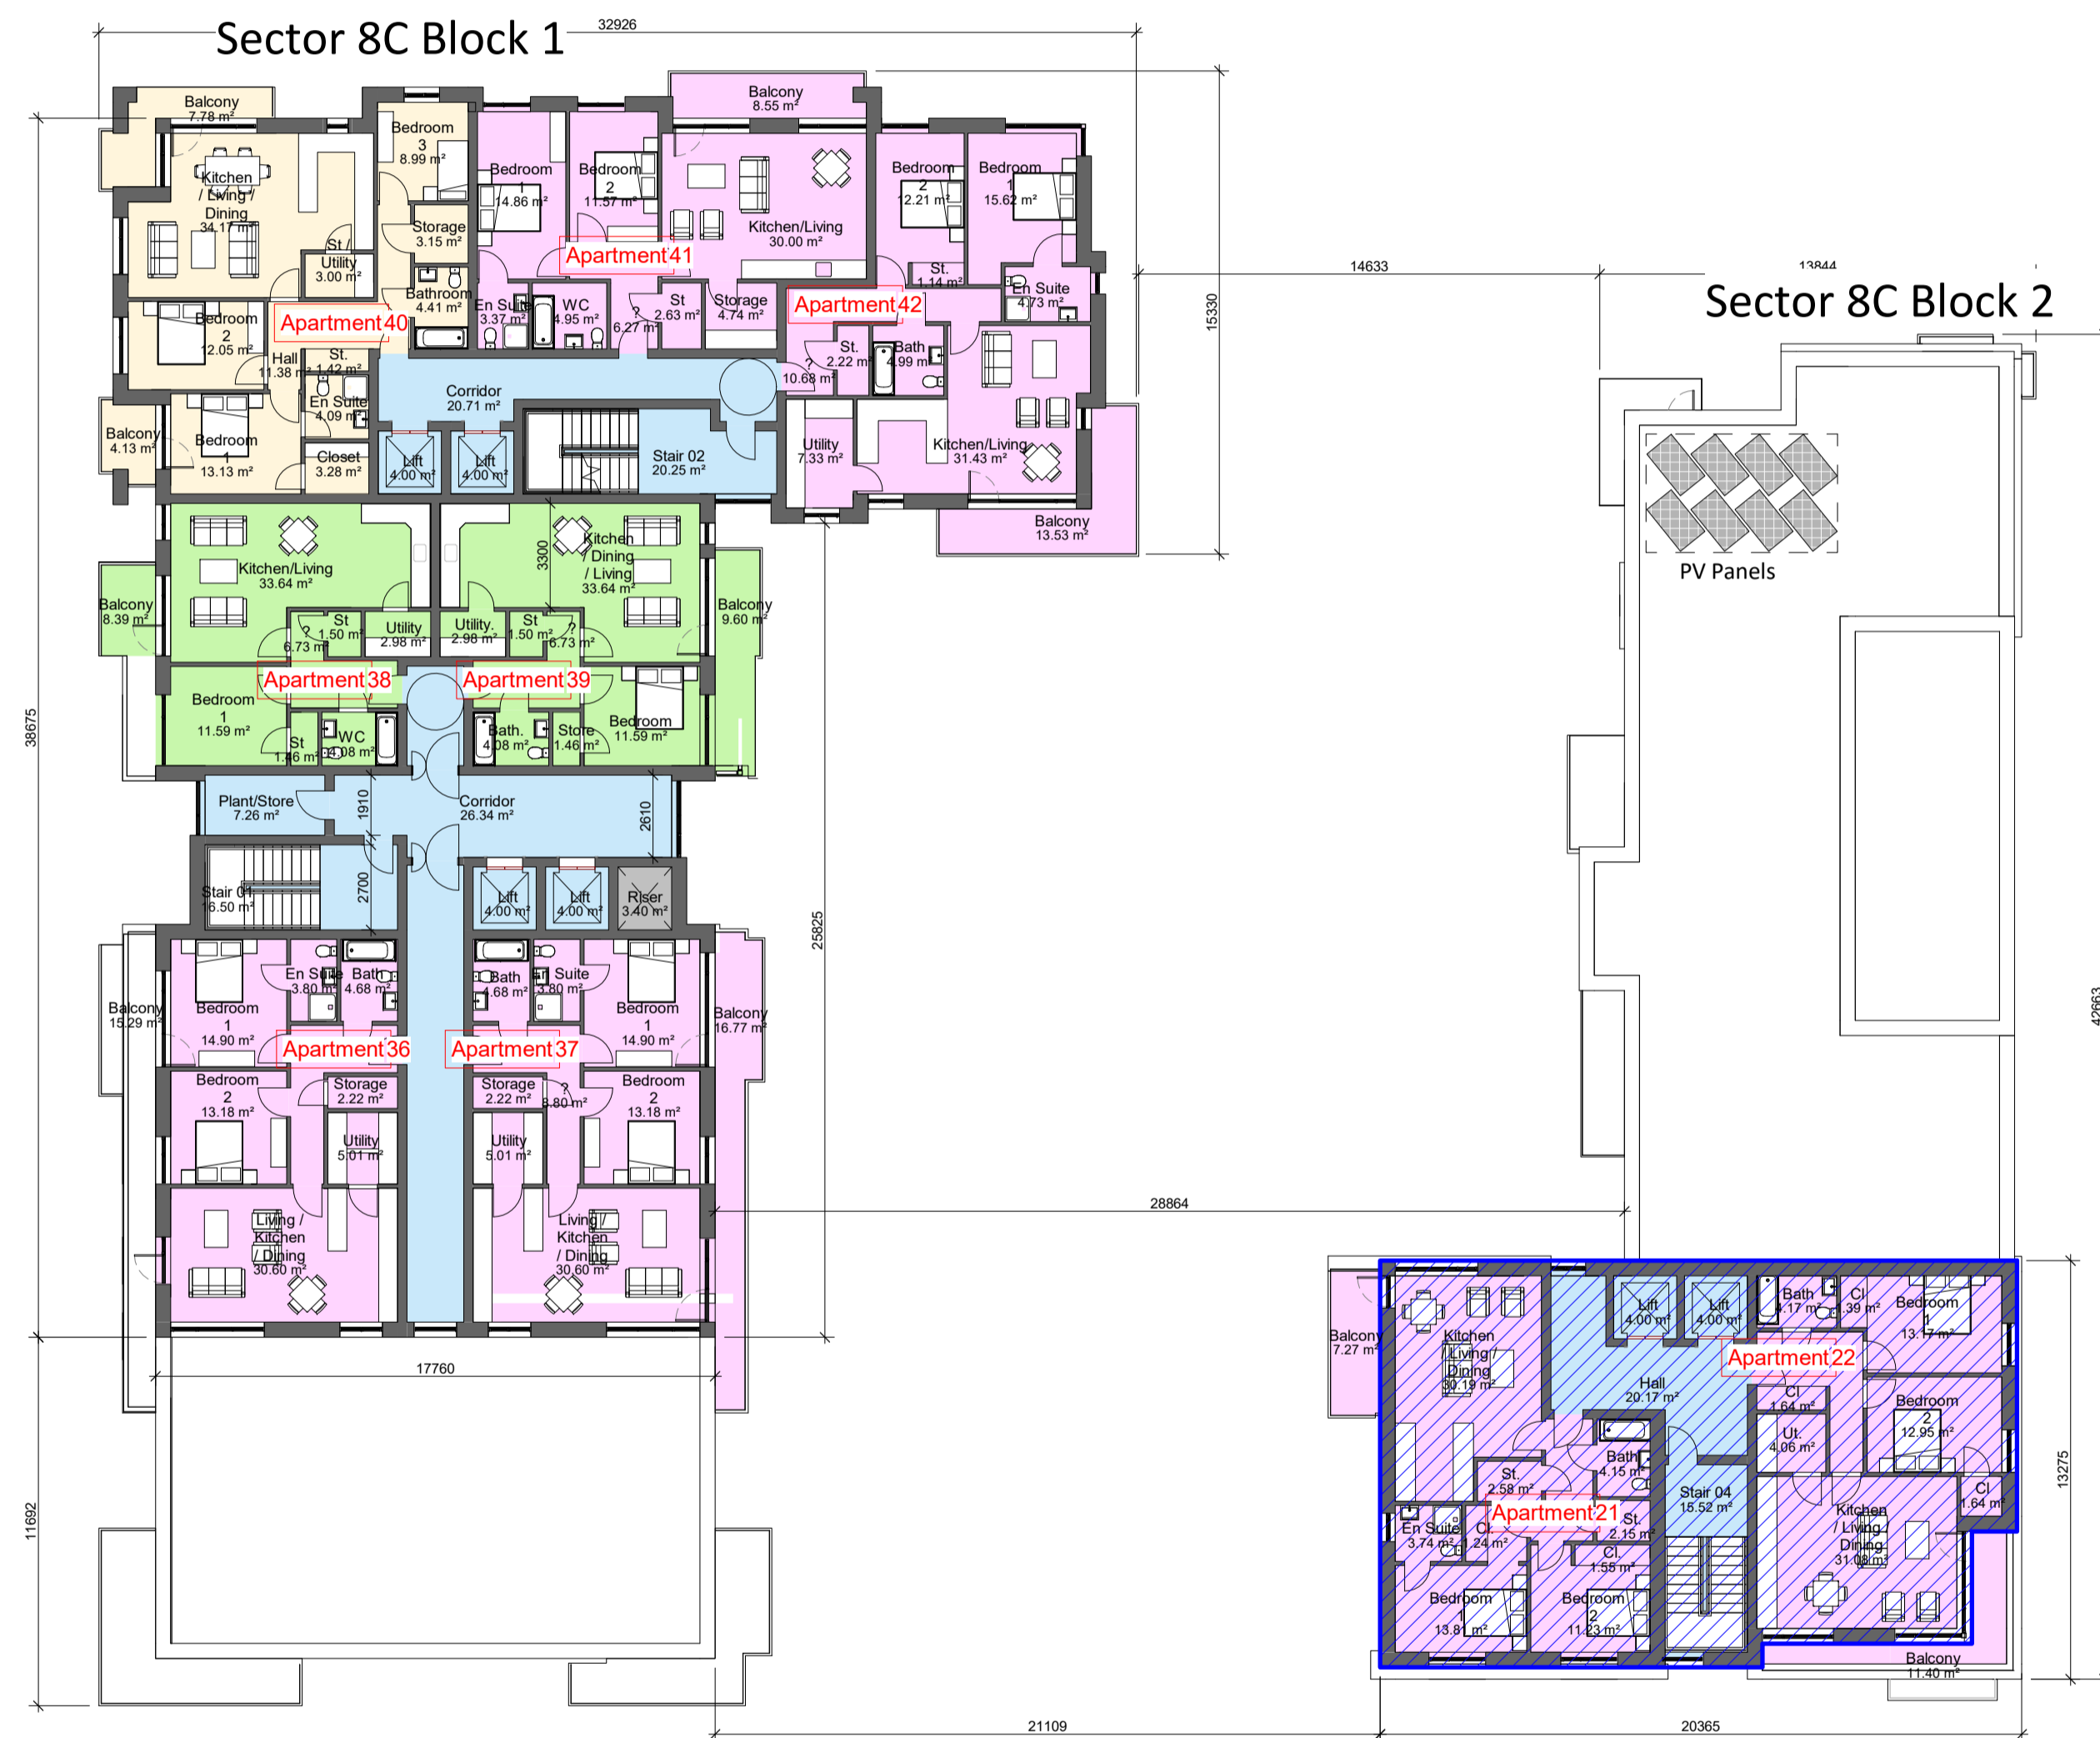 Sector 8C Block 1
32926
Balcony
7.78 m²
Bedroom
3
8.99 m²
Balcony
8.55 m²
Kitchen
/ Living /
Dining
34.17 m²
Bedroom
1
14.86 m²
Bedroom
2
11.57 m²
Bedroom
2
12.21 m²
Bedroom
1
15.62 m²
Storage
3.15 m²
Kitchen/Living
30.00 m²
Apartment 41
St /
Utility
3.00 m²
St.
1.14 m²
14633
13844
Sector 8C Block 2
15330
Bathroom
4.41 m²
En Suite
3.37 m²
WC
4.95 m²
?
6.27 m²
St
2.63 m²
Storage
4.74 m²
Apartment 42
En Suite
4.73 m²
Bedroom
2
12.05 m²
Apartment 40
Hall
11.38 m²
St.
1.42 m²
St.
2.22 m²
Bath
4.99 m²
?
10.68 m²
En Suite
4.09 m²
Corridor
20.71 m²
Balcony
4.13 m²
Bedroom
1
13.13 m²
Closet
3.28 m²
Lift
4.00 m²
Lift
4.00 m²
Stair 02
20.25 m²
Utility
7.33 m²
Kitchen/Living
31.43 m²
Balcony
13.53 m²
PV Panels
3300
Kitchen/Living
33.64 m²
Kitchen
/ Dining
/ Living
33.64 m²
Balcony
8.39 m²
Balcony
9.60 m²
?
6.73 m²
St
1.50 m²
Utility
2.98 m²
Utility.
2.98 m²
St
1.50 m²
?
6.73 m²
Apartment 38
Apartment 39
38675
Bedroom
1
11.59 m²
St
1.46 m²
WC
4.08 m²
Bath.
4.08 m²
Store
1.46 m²
Bedroom
11.59 m²
Plant/Store
7.26 m²
1910
Corridor
26.34 m²
2610
Stair 01
16.50 m²
2700
Lift
4.00 m²
Lift
4.00 m²
Riser
3.40 m²
25825
42663
Balcony
15.29 m²
En Suite
3.80 m²
Bath
4.68 m²
Bath
4.68 m²
En Suite
3.80 m²
Bedroom
1
14.90 m²
Bedroom
1
14.90 m²
Balcony
16.77 m²
Apartment 36
Apartment 37
Bedroom
2
13.18 m²
Storage
2.22 m²
Storage
2.22 m²
?
8.80 m²
Bedroom
2
13.18 m²
Utility
5.01 m²
Utility
5.01 m²
28864
Living /
Kitchen
/ Dining
30.60 m²
Living /
Kitchen
/ Dining
30.60 m²
Balcony
7.27 m²
Kitchen
/ Living /
Dining
30.19 m²
Lift
4.00 m²
Lift
4.00 m²
Bath
4.17 m²
Cl
1.39 m²
Bedroom
1
13.17 m²
Apartment 22
Hall
20.17 m²
17760
Cl
1.64 m²
Bedroom
2
12.95 m²
Ut.
4.06 m²
Bath
4.15 m²
St.
2.58 m²
Stair 04
15.52 m²
Cl
1.64 m²
13275
11692
Apartment 21
En Suite
3.74 m²
Cl.
1.24 m²
St.
2.15 m²
Kitchen
/ Living /
Dining
31.08 m²
Cl.
1.55 m²
Bedroom
1
13.81 m²
Bedroom
2
11.23 m²
Balcony
11.40 m²
21109
20365